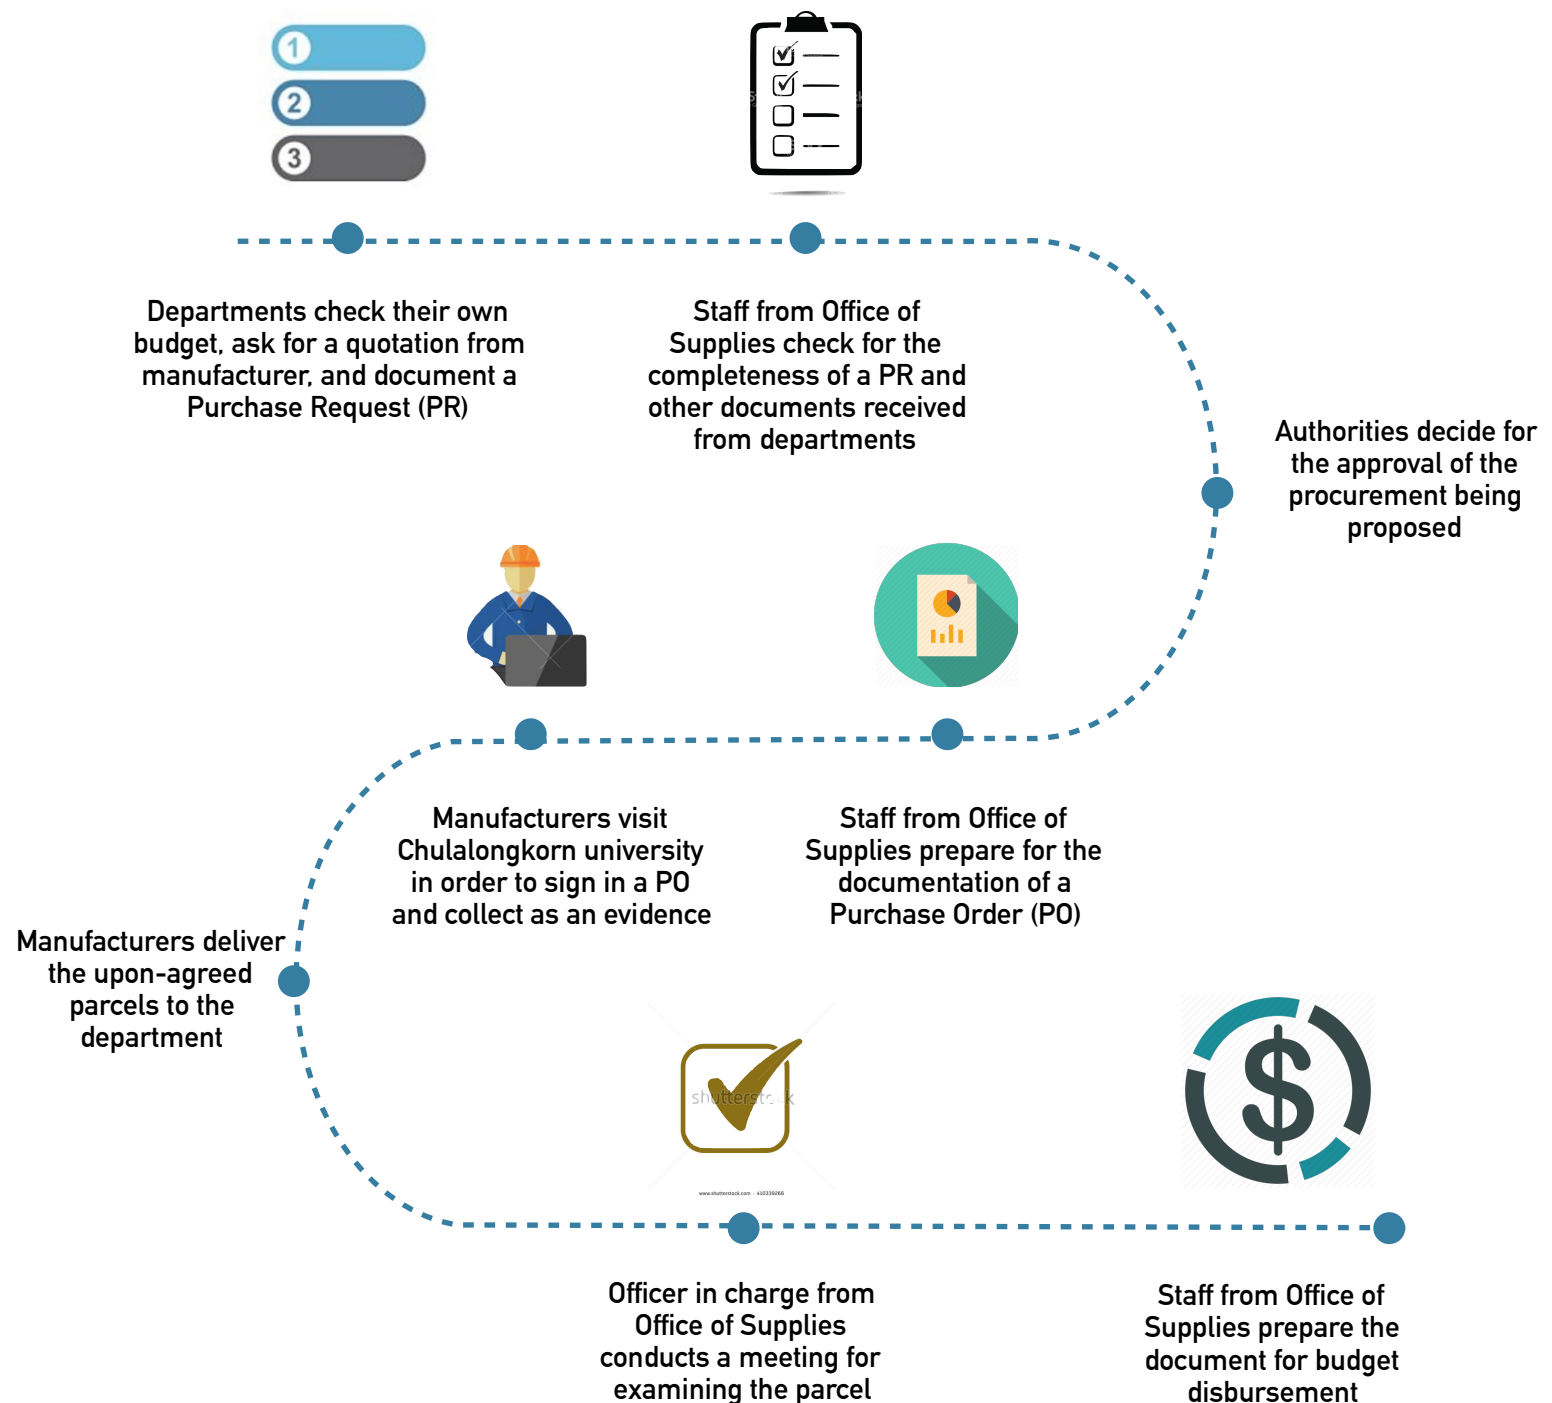 1
2
3
Departments check their own
budget, ask for a quotation from
manufacturer, and document a
Purchase Request (PR)
Staff from Office of
Supplies check for the
completeness of a PR and
other documents received
from departments
Authorities decide for
the approval of the
procurement being
proposed
Staff from Office of
Supplies prepare for the
documentation of a
Purchase Order (PO)
Manufacturers visit
Chulalongkorn university
in order to sign in a PO
and collect as an evidence
Manufacturers deliver
the upon-agreed
parcels to the
department
www.shutterstock.com · 410339266
Officer in charge from
Office of Supplies
conducts a meeting for
examining the parcel
$
Staff from Office of
Supplies prepare the
document for budget
disbursement